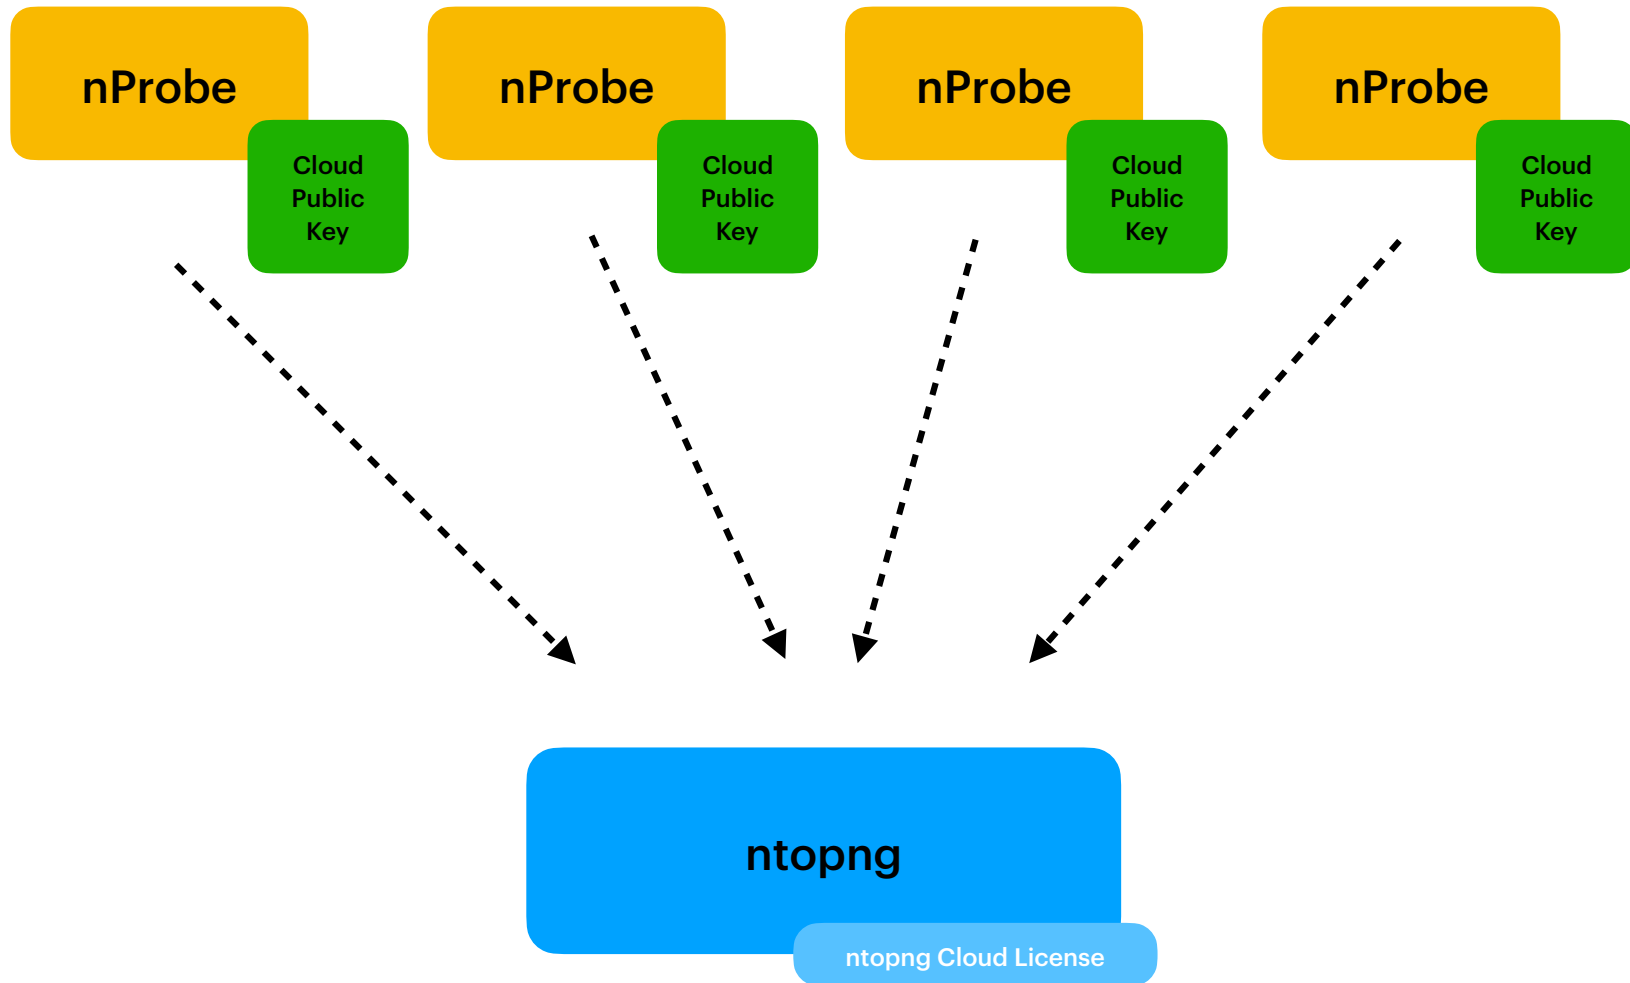 nProbe
nProbe
nProbe
nProbe
Cloud
Public
Key
Cloud
Public
Key
Cloud
Public
Key
Cloud
Public
Key
ntopng
ntopng Cloud License